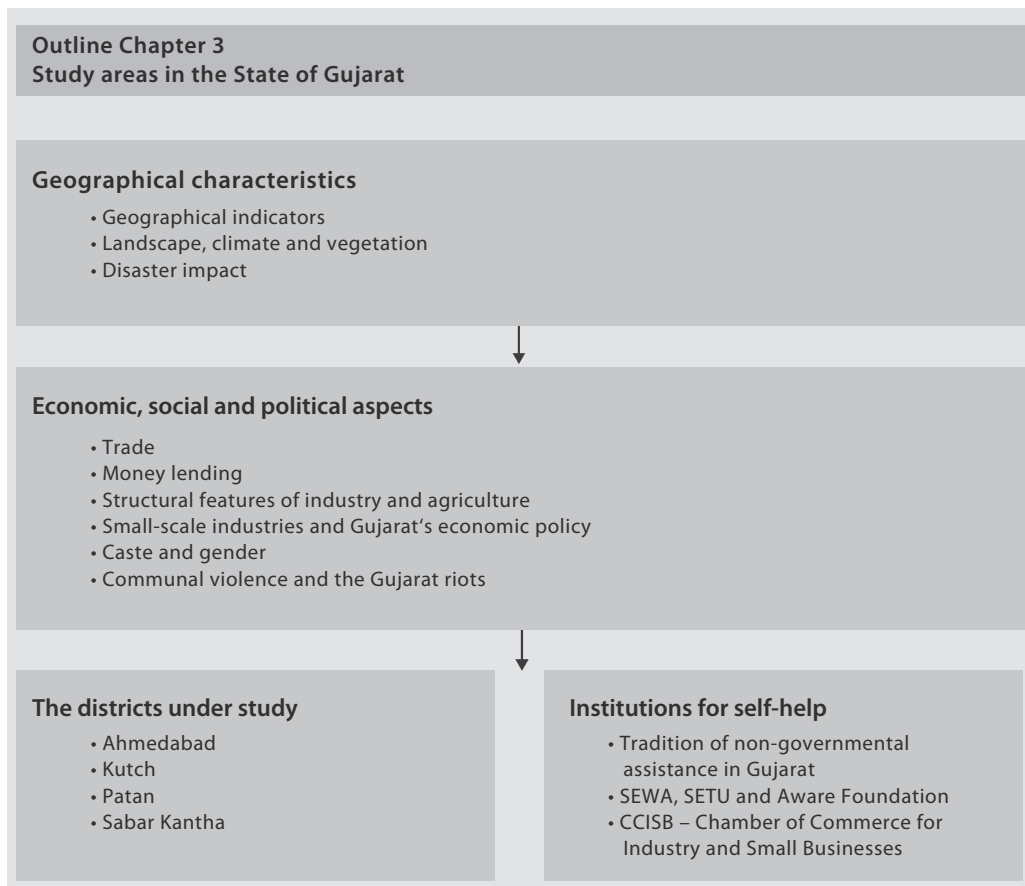 Outline Chapter 3
Study areas in the State of Gujarat
Geographical characteristics
• Geographical indicators
• Landscape, climate and vegetation
• Disaster impact
Economic, social and political aspects
• Trade
• Money lending
• Structural features of industry and agriculture
• Small-scale industries and Gujarat‘s economic policy
• Caste and gender
• Communal violence and the Gujarat riots
The districts under study
• Ahmedabad
• Kutch
• Patan
• Sabar Kantha
Institutions for self-help
• Tradition of non-governmental
assistance in Gujarat
• SEWA, SETU and Aware Foundation
• CCISB – Chamber of Commerce for
Industry and Small Businesses